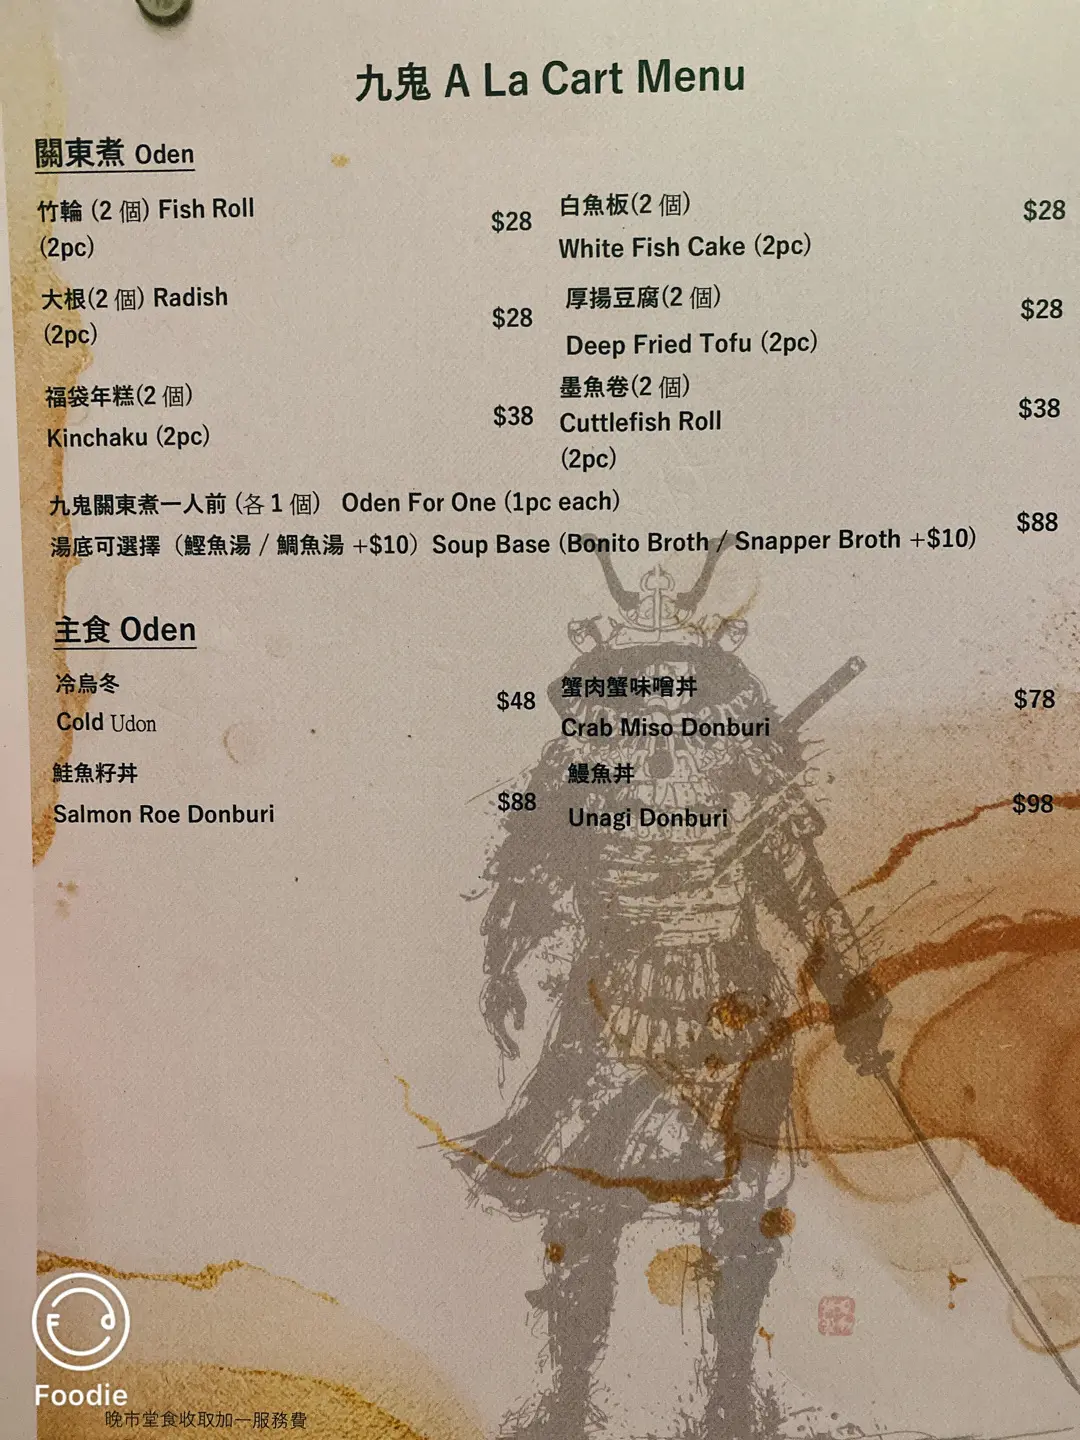 九鬼 A La Cart Menu
關東煮 Oden
竹輪 (2 個) Fish Roll
(2pc)
$28
白魚板(2 個)
White Fish Cake (2pc)
$28
大根(2 個) Radish
(2pc)
$28
厚揚豆腐(2 個)
Deep Fried Tofu (2pc)
$28
福袋年糕(2 個)
Kinchaku (2pc)
$38
墨魚卷(2 個)
Cuttlefish Roll
(2pc)
$38
九鬼關東煮一人前 (各 1 個) Oden For One (1pc each)
湯底可選擇（鰹魚湯 / 鯛魚湯 +$10）Soup Base (Bonito Broth / Snapper Broth +$10)
$88
主食 Oden
冷烏冬
Cold Udon
$48
蟹肉蟹味噌丼
Crab Miso Donburi
$78
鮭魚籽丼
Salmon Roe Donburi
$88
鰻魚丼
Unagi Donburi
$98
Foodie
晚市堂食收取加一服務費